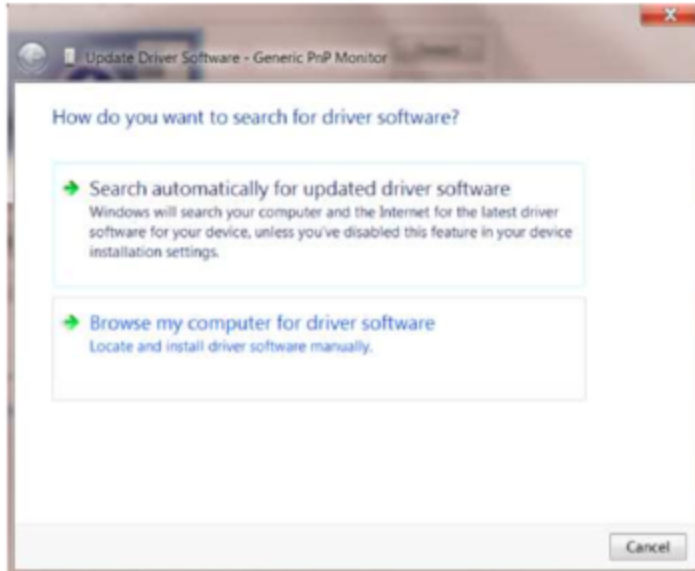 Update Driver Software - Generic PnP Monitor
How do you want to search for driver software?
Search automatically for updated driver software
Windows will search your computer and the Internet for the latest driver
software for your device, unless you've disabled this feature in your device
installation settings.
Browse my computer for driver software
Locate and install driver software manually.
Cancel